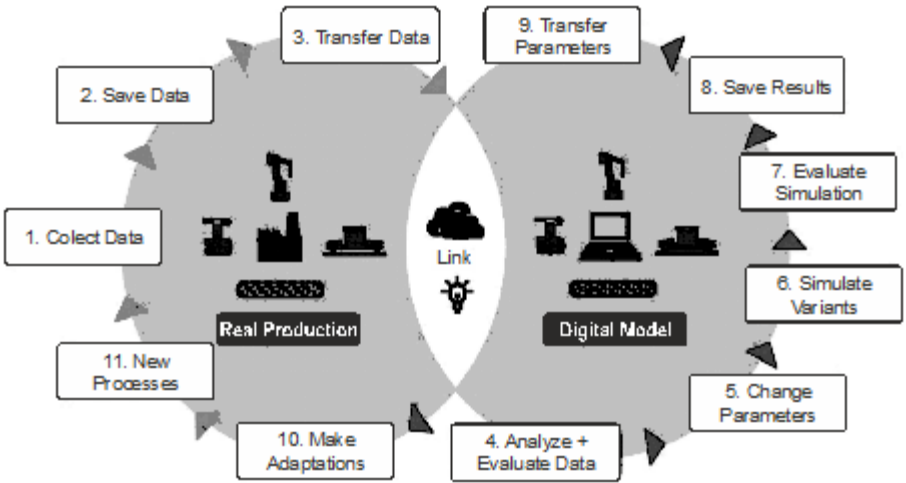 3. Transfer Data
9. Transfer
Parameters
2. Save Data
8. Save Results
7. Evaluate
Simulation
1. Colect Data
Link
6. Simulate
Variants
Real Production
Digital Model
11. New
Processes
5. Change
Parameters
10. Make
Adaptations
4. Analyze +
Evaluate Data